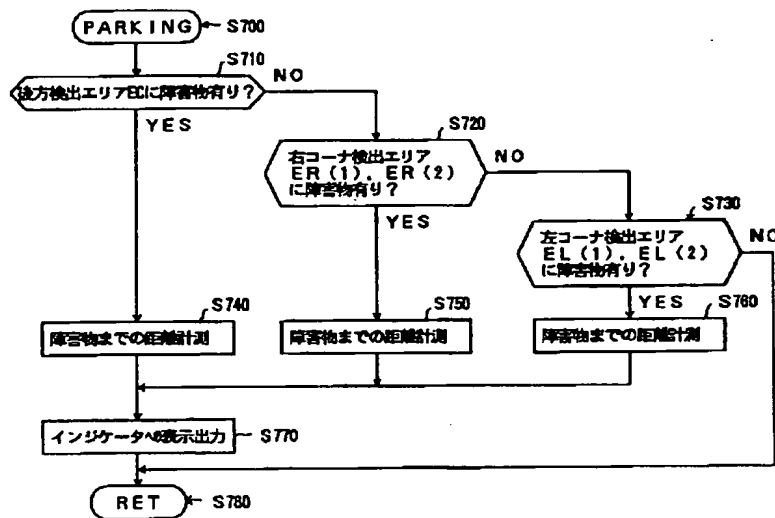 PARKING
S700
S710
後方検出エリアECに障害物有り?
NO
YES
S720
右コーナ検出エリア
ER(1), ER(2)
に障害物有り?
NO
YES
S730
左コーナ検出エリア
EL(1), EL(2)
に障害物有り?
NO
YES
S740
障害物までの距離計測
S750
障害物までの距離計測
S760
障害物までの距離計測
インジケータへの表示出力
S770
RET
S780